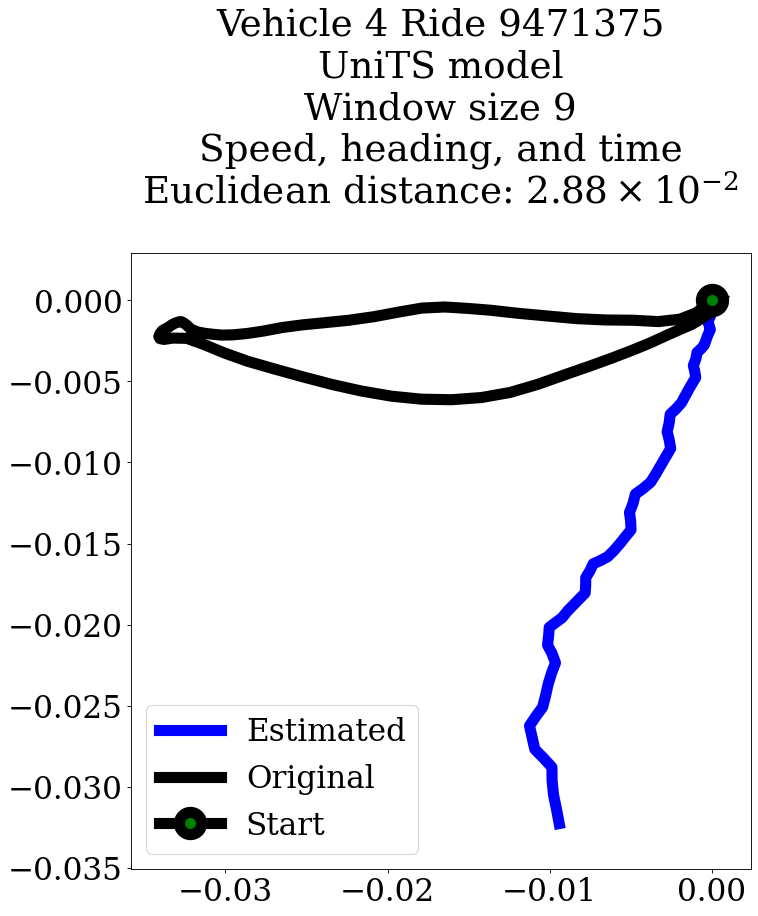 Vehicle 4 Ride 9471375
UniTS model
Window size 9
Speed, heading, and time
Euclidean distance: 2.88 × 10⁻²
0.000
−0.005
−0.010
−0.015
−0.020
−0.025
−0.030
−0.035
Estimated
Original
Start
−0.03
−0.02
−0.01
0.00